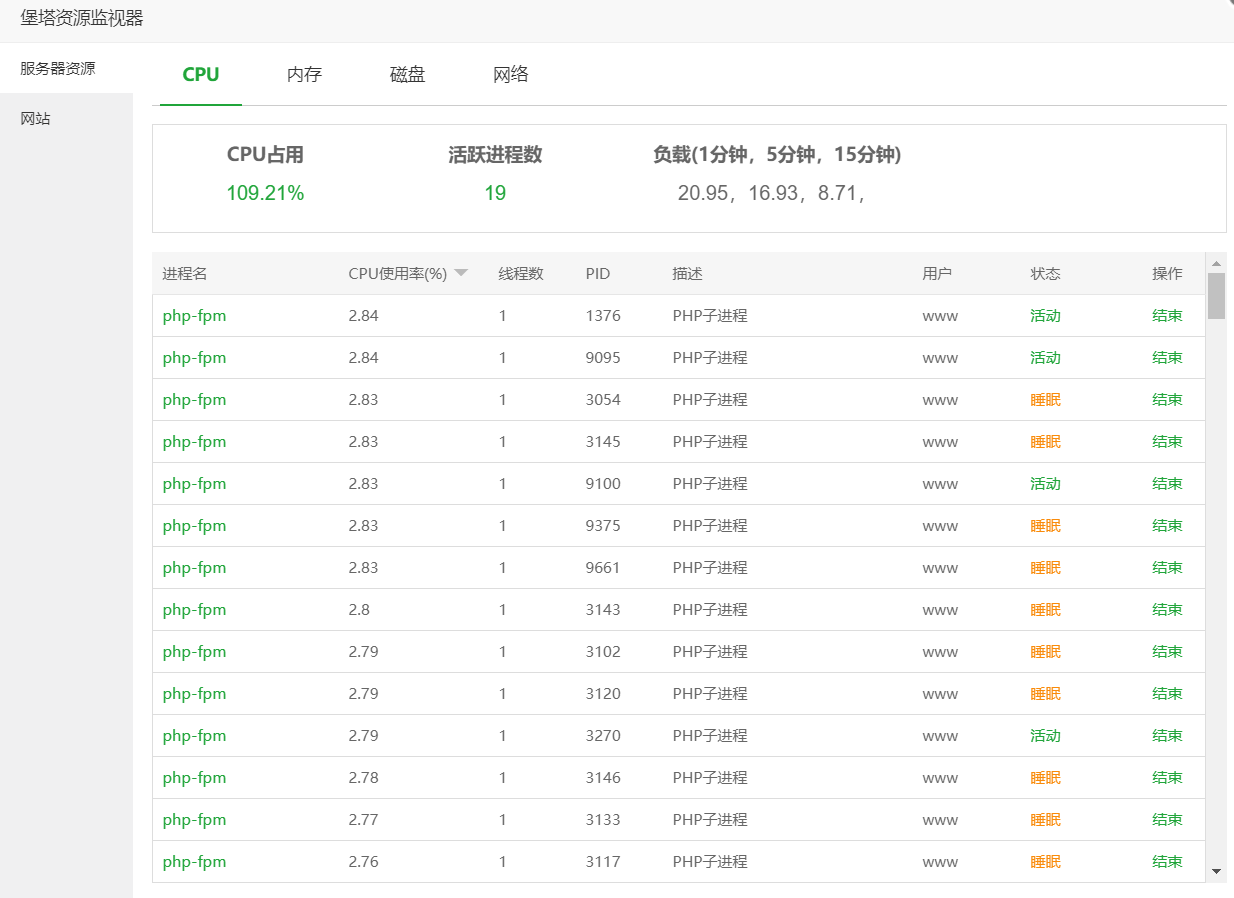 堡塔资源监视器
服务器资源
网站
CPU 内存 磁盘 网络
CPU占用 活跃进程数 负载(1分钟，5分钟，15分钟)
109.21% 19 20.95，16.93，8.71，
进程名 CPU使用率(%) 线程数 PID 描述 用户 状态 操作
php-fpm 2.84 1 1376 PHP子进程 www 活动 结束
php-fpm 2.84 1 9095 PHP子进程 www 活动 结束
php-fpm 2.83 1 3054 PHP子进程 www 睡眠 结束
php-fpm 2.83 1 3145 PHP子进程 www 睡眠 结束
php-fpm 2.83 1 9100 PHP子进程 www 活动 结束
php-fpm 2.83 1 9375 PHP子进程 www 睡眠 结束
php-fpm 2.83 1 9661 PHP子进程 www 睡眠 结束
php-fpm 2.8 1 3143 PHP子进程 www 睡眠 结束
php-fpm 2.79 1 3102 PHP子进程 www 睡眠 结束
php-fpm 2.79 1 3120 PHP子进程 www 睡眠 结束
php-fpm 2.79 1 3270 PHP子进程 www 活动 结束
php-fpm 2.78 1 3146 PHP子进程 www 睡眠 结束
php-fpm 2.77 1 3133 PHP子进程 www 睡眠 结束
php-fpm 2.76 1 3117 PHP子进程 www 睡眠 结束